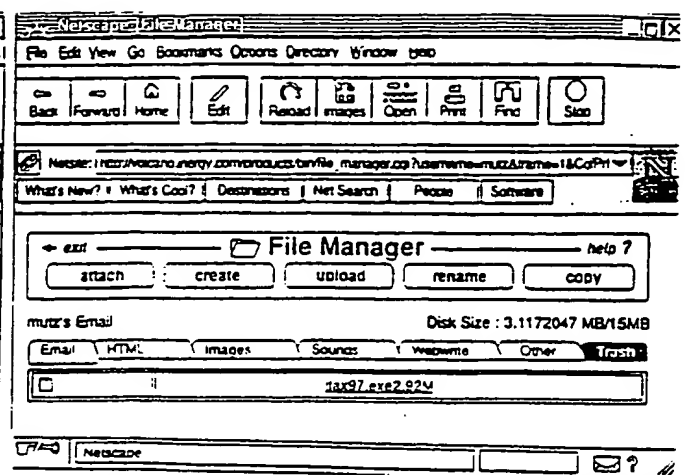 Netscape: [File Manager]
File Edit View Go Bookmarks Options Directory Window Help
Back Forward Home Edit Reload Images Open Print Find Stop
Netsite:
What's New? What's Cool? Destinations Net Search People Software
exit File Manager help ?
attach create upload rename copy
mutz's Email Disk Size : 3.1172047 MB/15MB
Email HTML Images Sounds Webwrite Other Trash
tax97.exe2.92M
Netscape ?